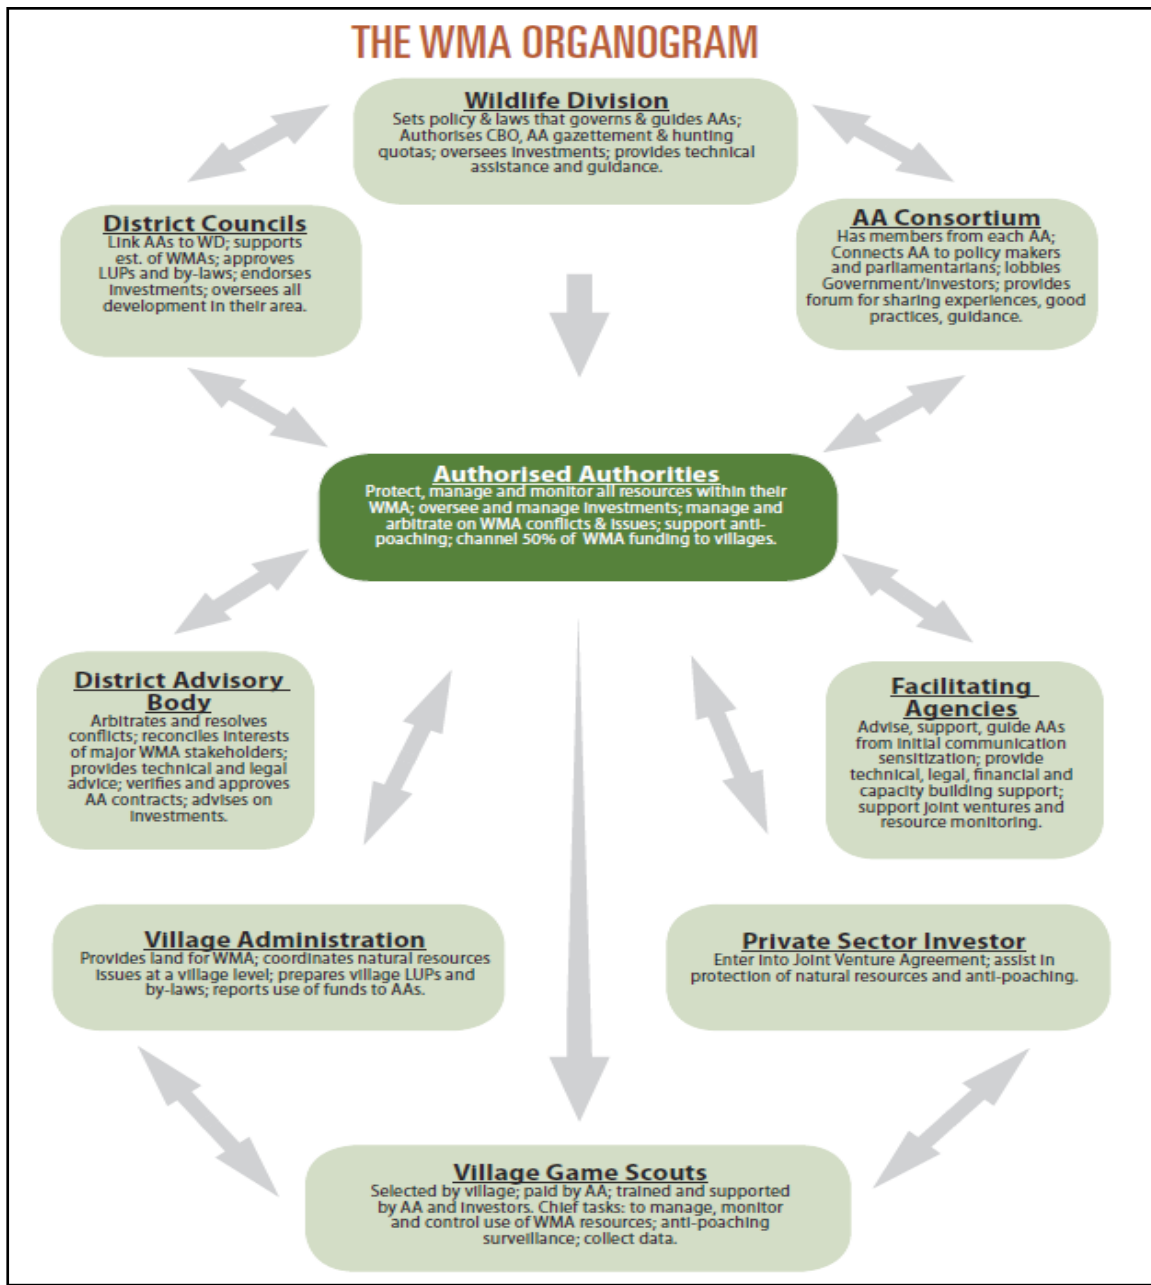 THE WMA ORGANOGRAM
Wildlife Division
Sets policy & laws that governs & guides AAs;
Authorises CBO, AA gazettement & hunting
quotas; oversees investments; provides technical
assistance and guidance.
District Councils
Link AAs to WD; supports
est. of WMAs; approves
LUPs and by-laws; endorses
investments; oversees all
development in their area.
AA Consortium
Has members from each AA;
Connects AA to policy makers
and parliamentarians; lobbies
Government/investors; provides
forum for sharing experiences, good
practices, guidance.
Authorised Authorities
Protect, manage and monitor all resources within their
WMA; oversee and manage investments; manage and
arbitrate on WMA conflicts & issues; support anti-
poaching; channel 50% of WMA funding to villages.
District Advisory
Body
Arbitrates and resolves
conflicts; reconciles interests
of major WMA stakeholders;
provides technical and legal
advice; verifies and approves
AA contracts; advises on
investments.
Facilitating
Agencies
Advise, support, guide AAs
from initial communication
sensitization; provide
technical, legal, financial and
capacity building support;
support joint ventures and
resource monitoring.
Village Administration
Provides land for WMA; coordinates natural resources
issues at a village level; prepares village LUPs and
by-laws; reports use of funds to AAs.
Private Sector Investor
Enter into Joint Venture Agreement; assist in
protection of natural resources and anti-poaching.
Village Game Scouts
Selected by village; paid by AA; trained and supported
by AA and investors. Chief tasks: to manage, monitor
and control use of WMA resources; anti-poaching
surveillance; collect data.